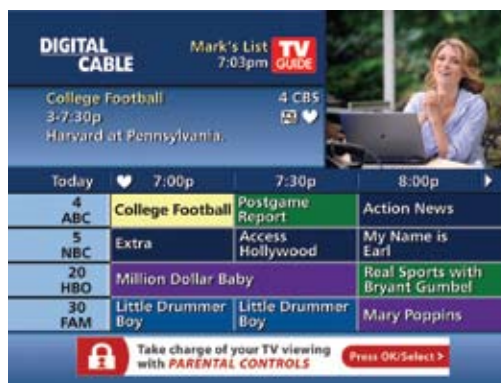 DIGITAL
CABLE
Mark's List
7:03pm
TV
GUIDE
College Football
4 CBS
3-7:30p
Harvard at Pennsylvania.
Today 7:00p 7:30p 8:00p
4
ABC
College Football
Postgame
Report
Action News
5
NBC
Extra
Access
Hollywood
My Name is
Earl
20
HBO
Million Dollar Baby
Real Sports with
Bryant Gumbel
30
FAM
Little Drummer
Boy
Little Drummer
Boy
Mary Poppins
Take charge of your TV viewing
with PARENTAL CONTROLS
Press OK/Select >